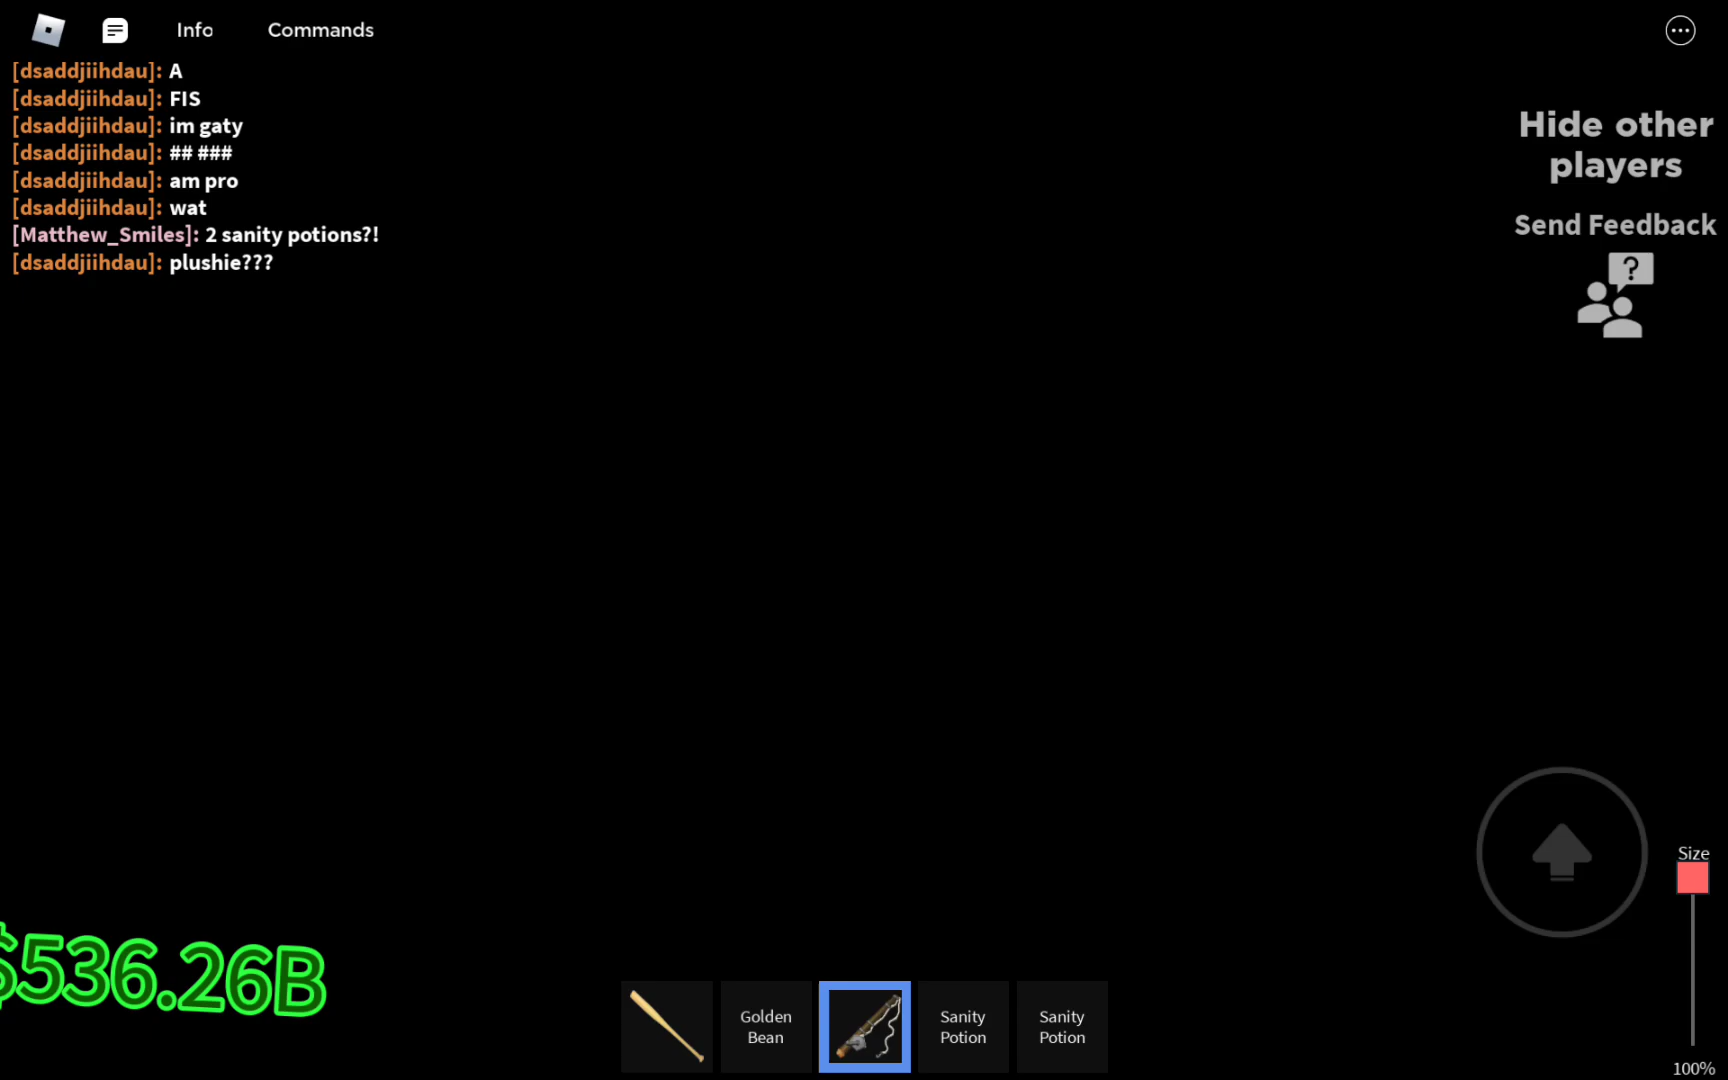 Info
Commands
[dsaddjiihdau]: A
[dsaddjiihdau]: FIS
[dsaddjiihdau]: im gaty
[dsaddjiihdau]: ## ###
[dsaddjiihdau]: am pro
[dsaddjiihdau]: wat
[Matthew_Smiles]: 2 sanity potions?!
[dsaddjiihdau]: plushie???
Hide other
players
Send Feedback
?
Size
100%
$536.26B
Golden
Bean
Sanity
Potion
Sanity
Potion